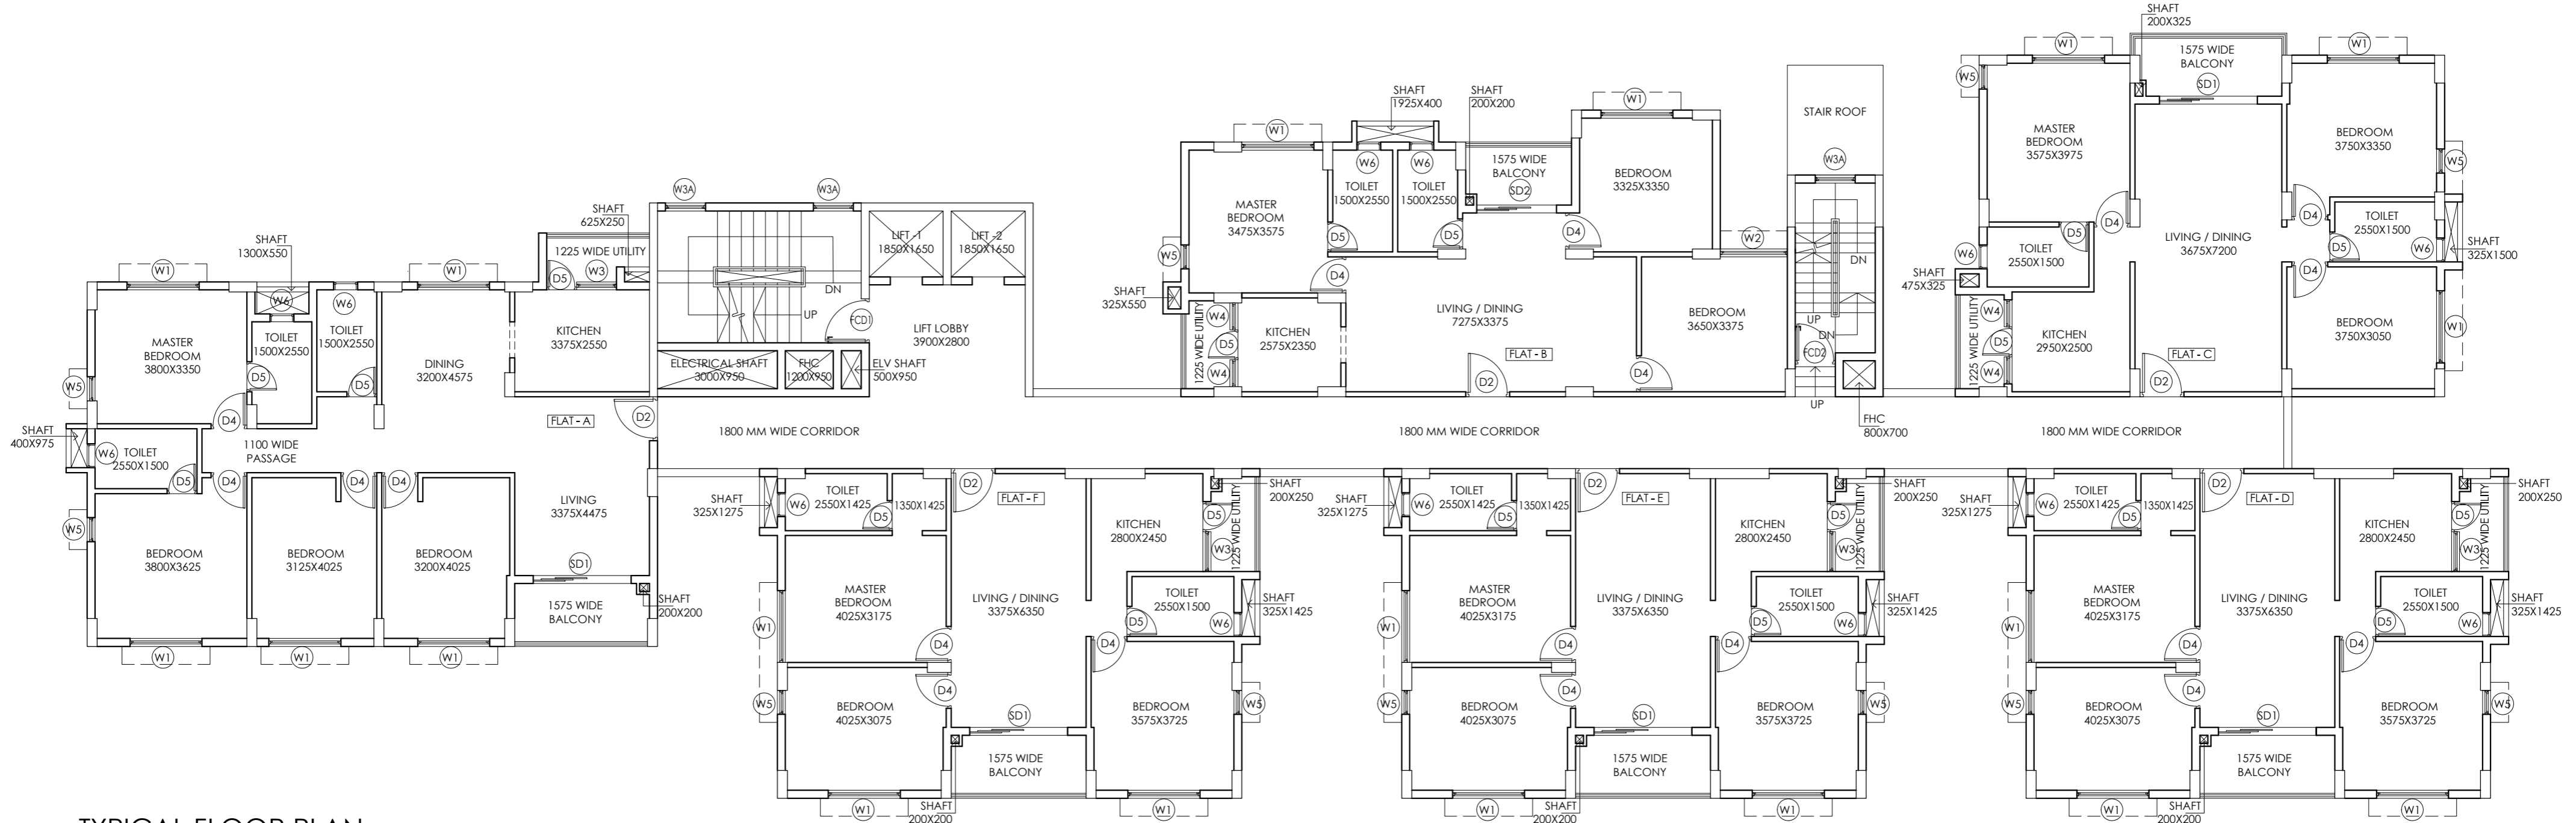 SHAFT
400X975
W1
W5
MASTER
BEDROOM
3800X3350
SHAFT
1300X550
W6
TOILET
1500X2550
D5
D4
W6
TOILET
1500X2550
D5
W1
DINING
3200X4575
SHAFT
625X250
1225 WIDE UTILITY
D5
W3
KITCHEN
3375X2550
W6
TOILET
2550X1500
D5
1100 WIDE
PASSAGE
D4
D4
D4
FLAT - A
D2
W5
BEDROOM
3800X3625
BEDROOM
3125X4025
BEDROOM
3200X4025
LIVING
3375X4475
SD1
1575 WIDE
BALCONY
SHAFT
200X200
W1
W1
W1
W3A
W3A
DN
UP
FCD1
LIFT -1
1850X1650
LIFT -2
1850X1650
LIFT LOBBY
3900X2800
ELECTRICAL SHAFT
3000X950
FHC
1200X950
ELV SHAFT
500X950
1800 MM WIDE CORRIDOR
1800 MM WIDE CORRIDOR
1800 MM WIDE CORRIDOR
W1
MASTER
BEDROOM
3475X3575
W5
SHAFT
325X550
SHAFT
1925X400
W6
TOILET
1500X2550
D5
W6
TOILET
1500X2550
D5
SHAFT
200X200
1575 WIDE
BALCONY
SD2
W1
BEDROOM
3325X3350
D4
W2
D4
1225 WIDE UTILITY
W4
D5
W4
KITCHEN
2575X2350
LIVING / DINING
7275X3375
FLAT - B
D2
BEDROOM
3650X3375
D4
STAIR ROOF
W3A
DN
UP
DN
FCD2
UP
FHC
800X700
SHAFT
200X325
W1
W5
MASTER
BEDROOM
3575X3975
1575 WIDE
BALCONY
SD1
W1
BEDROOM
3750X3350
W5
D4
D4
LIVING / DINING
3675X7200
TOILET
2550X1500
D5
W6
SHAFT
325X1500
W6
TOILET
2550X1500
D5
SHAFT
475X325
D4
1225 WIDE UTILITY
W4
D5
W4
KITCHEN
2950X2500
FLAT - C
D2
BEDROOM
3750X3050
W1
SHAFT
325X1275
W6
TOILET
2550X1425
D5
1350X1425
D2
FLAT - F
KITCHEN
2800X2450
SHAFT
200X250
D5
W3
1225 WIDE UTILITY
MASTER
BEDROOM
4025X3175
W1
LIVING / DINING
3375X6350
TOILET
2550X1500
D5
W6
SHAFT
325X1425
D4
D4
D4
W5
BEDROOM
4025X3075
SD1
BEDROOM
3575X3725
W5
1575 WIDE
BALCONY
W1
SHAFT
200X200
W1
SHAFT
325X1275
W6
TOILET
2550X1425
D5
1350X1425
D2
FLAT - E
KITCHEN
2800X2450
SHAFT
200X250
D5
W3
1225 WIDE UTILITY
MASTER
BEDROOM
4025X3175
W1
LIVING / DINING
3375X6350
TOILET
2550X1500
D5
W6
SHAFT
325X1425
D4
D4
D4
W5
BEDROOM
4025X3075
SD1
BEDROOM
3575X3725
W5
1575 WIDE
BALCONY
W1
SHAFT
200X200
W1
SHAFT
325X1275
W6
TOILET
2550X1425
D5
1350X1425
D2
FLAT - D
KITCHEN
2800X2450
SHAFT
200X250
D5
W3
1225 WIDE UTILITY
MASTER
BEDROOM
4025X3175
W1
LIVING / DINING
3375X6350
TOILET
2550X1500
D5
W6
SHAFT
325X1425
D4
D4
D4
W5
BEDROOM
4025X3075
SD1
BEDROOM
3575X3725
W5
1575 WIDE
BALCONY
W1
SHAFT
200X200
W1
TYPICAL FLOOR PLAN